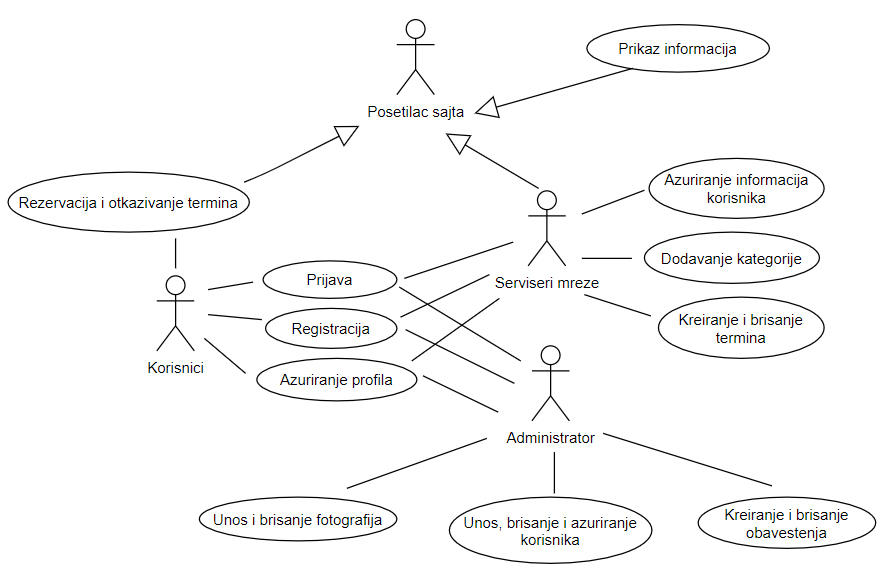 Prikaz informacija
Posetilac sajta
Rezervacija i otkazivanje termina
Azuriranje informacija
korisnika
Dodavanje kategorije
Prijava
Serviseri mreze
Registracija
Kreiranje i brisanje
termina
Korisnici
Azuriranje profila
Administrator
Unos i brisanje fotografija
Unos, brisanje i azuriranje
korisnika
Kreiranje i brisanje
obavestenja